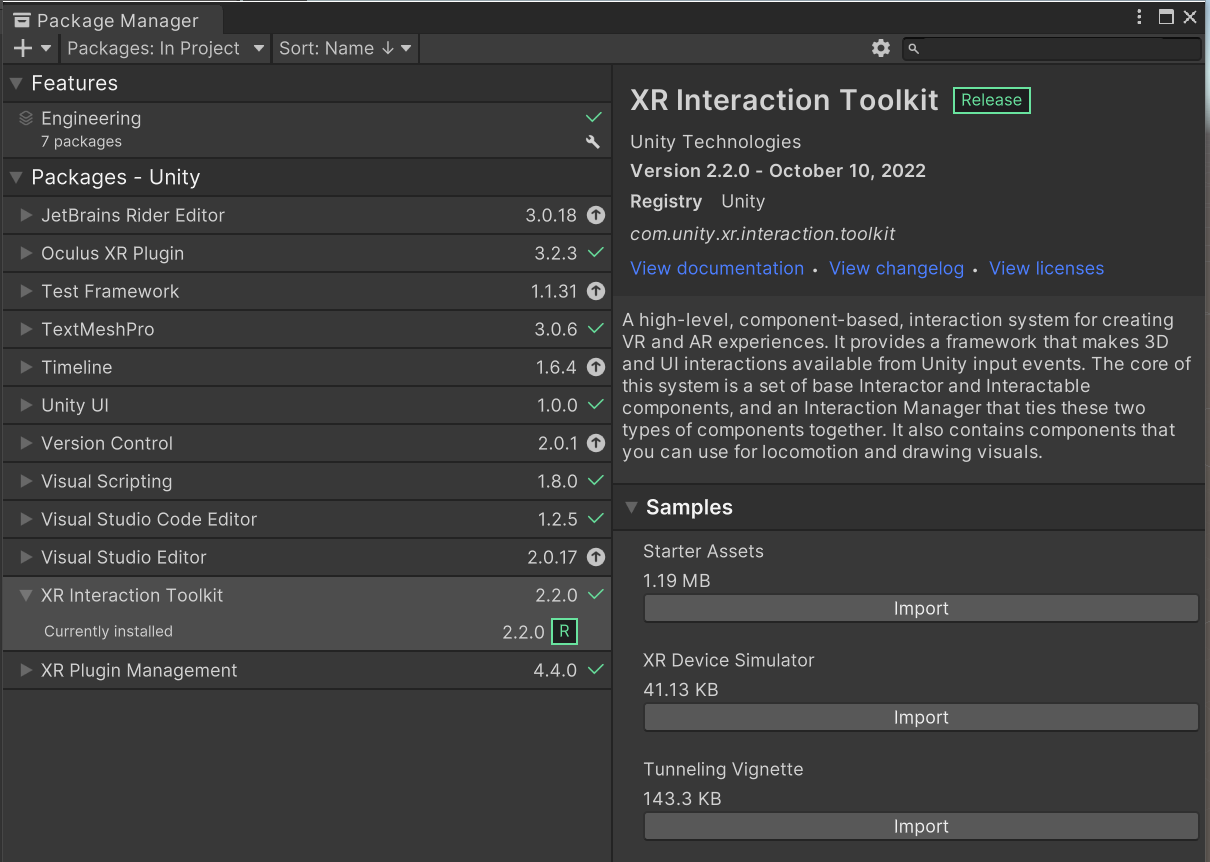 Package Manager
Packages: In Project
Sort: Name ↓
Features
Engineering
7 packages
Packages - Unity
JetBrains Rider Editor 3.0.18
Oculus XR Plugin 3.2.3
Test Framework 1.1.31
TextMeshPro 3.0.6
Timeline 1.6.4
Unity UI 1.0.0
Version Control 2.0.1
Visual Scripting 1.8.0
Visual Studio Code Editor 1.2.5
Visual Studio Editor 2.0.17
XR Interaction Toolkit 2.2.0
Currently installed 2.2.0 R
XR Plugin Management 4.4.0
XR Interaction Toolkit Release
Unity Technologies
Version 2.2.0 - October 10, 2022
Registry Unity
com.unity.xr.interaction.toolkit
View documentation • View changelog • View licenses
A high-level, component-based, interaction system for creating
VR and AR experiences. It provides a framework that makes 3D
and UI interactions available from Unity input events. The core of
this system is a set of base Interactor and Interactable
components, and an Interaction Manager that ties these two
types of components together. It also contains components that
you can use for locomotion and drawing visuals.
Samples
Starter Assets
1.19 MB
Import
XR Device Simulator
41.13 KB
Import
Tunneling Vignette
143.3 KB
Import